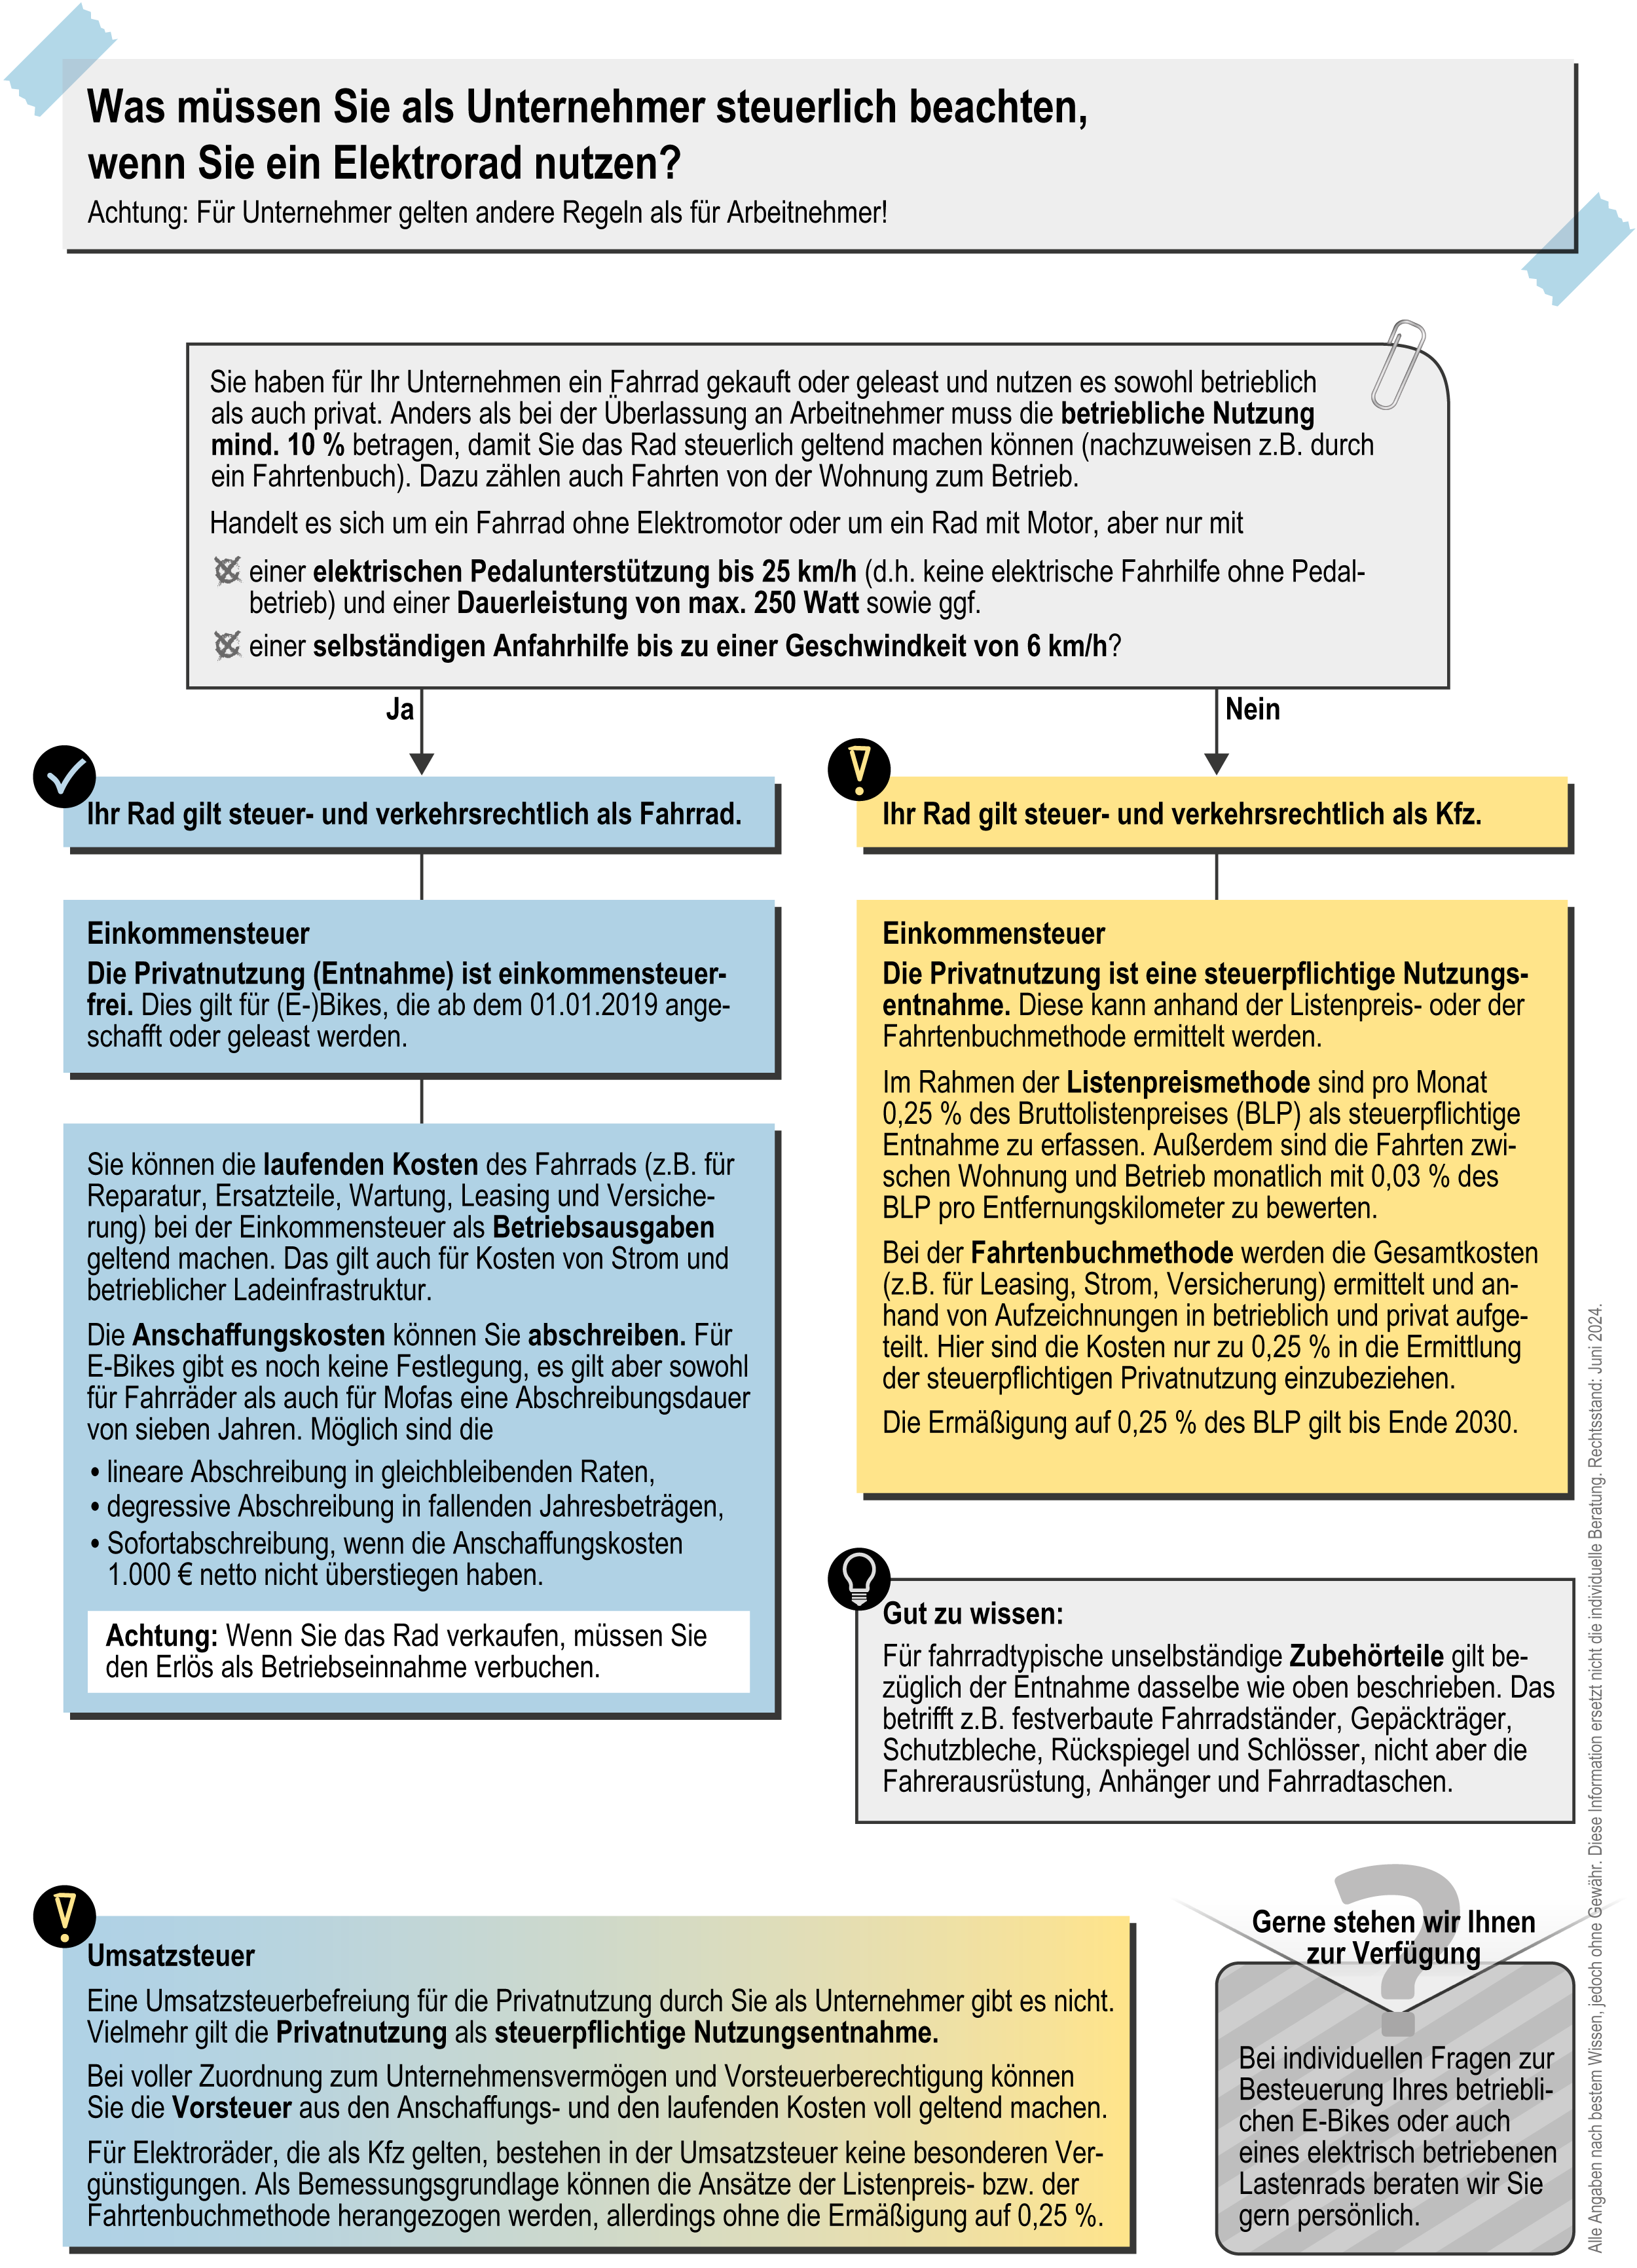 Was müssen Sie als Unternehmer steuerlich beachten,
wenn Sie ein Elektrorad nutzen?
Achtung: Für Unternehmer gelten andere Regeln als für Arbeitnehmer!
Sie haben für Ihr Unternehmen ein Fahrrad gekauft oder geleast und nutzen es sowohl betrieblich
als auch privat. Anders als bei der Überlassung an Arbeitnehmer muss die betriebliche Nutzung
mind. 10 % betragen, damit Sie das Rad steuerlich geltend machen können (nachzuweisen z.B. durch
ein Fahrtenbuch). Dazu zählen auch Fahrten von der Wohnung zum Betrieb.
Handelt es sich um ein Fahrrad ohne Elektromotor oder um ein Rad mit Motor, aber nur mit
einer elektrischen Pedalunterstützung bis 25 km/h (d.h. keine elektrische Fahrhilfe ohne Pedal-
betrieb) und einer Dauerleistung von max. 250 Watt sowie ggf.
einer selbständigen Anfahrhilfe bis zu einer Geschwindkeit von 6 km/h?
Ja
Nein
Ihr Rad gilt steuer- und verkehrsrechtlich als Fahrrad.
Einkommensteuer
Die Privatnutzung (Entnahme) ist einkommensteuer-
frei. Dies gilt für (E-)Bikes, die ab dem 01.01.2019 ange-
schafft oder geleast werden.
Sie können die laufenden Kosten des Fahrrads (z.B. für
Reparatur, Ersatzteile, Wartung, Leasing und Versiche-
rung) bei der Einkommensteuer als Betriebsausgaben
geltend machen. Das gilt auch für Kosten von Strom und
betrieblicher Ladeinfrastruktur.
Die Anschaffungskosten können Sie abschreiben. Für
E-Bikes gibt es noch keine Festlegung, es gilt aber sowohl
für Fahrräder als auch für Mofas eine Abschreibungsdauer
von sieben Jahren. Möglich sind die
• lineare Abschreibung in gleichbleibenden Raten,
• degressive Abschreibung in fallenden Jahresbeträgen,
• Sofortabschreibung, wenn die Anschaffungskosten
1.000 € netto nicht überstiegen haben.
Achtung: Wenn Sie das Rad verkaufen, müssen Sie
den Erlös als Betriebseinnahme verbuchen.
Ihr Rad gilt steuer- und verkehrsrechtlich als Kfz.
Einkommensteuer
Die Privatnutzung ist eine steuerpflichtige Nutzungs-
entnahme. Diese kann anhand der Listenpreis- oder der
Fahrtenbuchmethode ermittelt werden.
Im Rahmen der Listenpreismethode sind pro Monat
0,25 % des Bruttolistenpreises (BLP) als steuerpflichtige
Entnahme zu erfassen. Außerdem sind die Fahrten zwi-
schen Wohnung und Betrieb monatlich mit 0,03 % des
BLP pro Entfernungskilometer zu bewerten.
Bei der Fahrtenbuchmethode werden die Gesamtkosten
(z.B. für Leasing, Strom, Versicherung) ermittelt und an-
hand von Aufzeichnungen in betrieblich und privat aufge-
teilt. Hier sind die Kosten nur zu 0,25 % in die Ermittlung
der steuerpflichtigen Privatnutzung einzubeziehen.
Die Ermäßigung auf 0,25 % des BLP gilt bis Ende 2030.
Gut zu wissen:
Für fahrradtypische unselbständige Zubehörteile gilt be-
züglich der Entnahme dasselbe wie oben beschrieben. Das
betrifft z.B. festverbaute Fahrradständer, Gepäckträger,
Schutzbleche, Rückspiegel und Schlösser, nicht aber die
Fahrerausrüstung, Anhänger und Fahrradtaschen.
Umsatzsteuer
Eine Umsatzsteuerbefreiung für die Privatnutzung durch Sie als Unternehmer gibt es nicht.
Vielmehr gilt die Privatnutzung als steuerpflichtige Nutzungsentnahme.
Bei voller Zuordnung zum Unternehmensvermögen und Vorsteuerberechtigung können
Sie die Vorsteuer aus den Anschaffungs- und den laufenden Kosten voll geltend machen.
Für Elektroräder, die als Kfz gelten, bestehen in der Umsatzsteuer keine besonderen Ver-
günstigungen. Als Bemessungsgrundlage können die Ansätze der Listenpreis- bzw. der
Fahrtenbuchmethode herangezogen werden, allerdings ohne die Ermäßigung auf 0,25 %.
?
Gerne stehen wir Ihnen
zur Verfügung
Bei individuellen Fragen zur
Besteuerung Ihres betriebli-
chen E-Bikes oder auch
eines elektrisch betriebenen
Lastenrads beraten wir Sie
gern persönlich.
Alle Angaben nach bestem Wissen, jedoch ohne Gewähr. Diese Information ersetzt nicht die individuelle Beratung. Rechtsstand: Juni 2024.